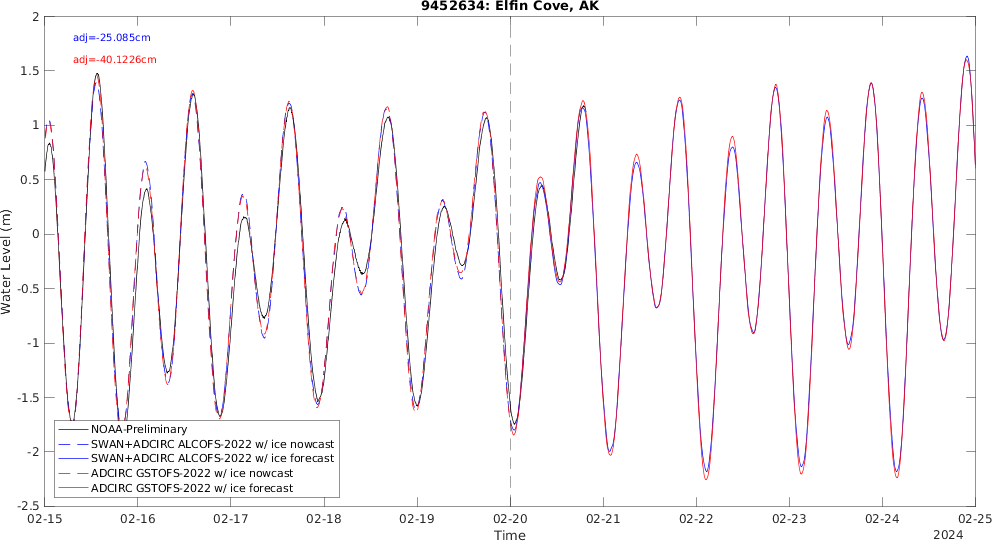 9452634: Elfin Cove, AK
adj=-25.085cm
adj=-40.1226cm
Water Level (m)
2
1.5
1
0.5
0
-0.5
-1
-1.5
-2
-2.5
NOAA-Preliminary
SWAN+ADCIRC ALCOFS-2022 w/ ice nowcast
SWAN+ADCIRC ALCOFS-2022 w/ ice forecast
ADCIRC GSTOFS-2022 w/ ice nowcast
ADCIRC GSTOFS-2022 w/ ice forecast
02-15 02-16 02-17 02-18 02-19 02-20 02-21 02-22 02-23 02-24 02-25
Time
2024